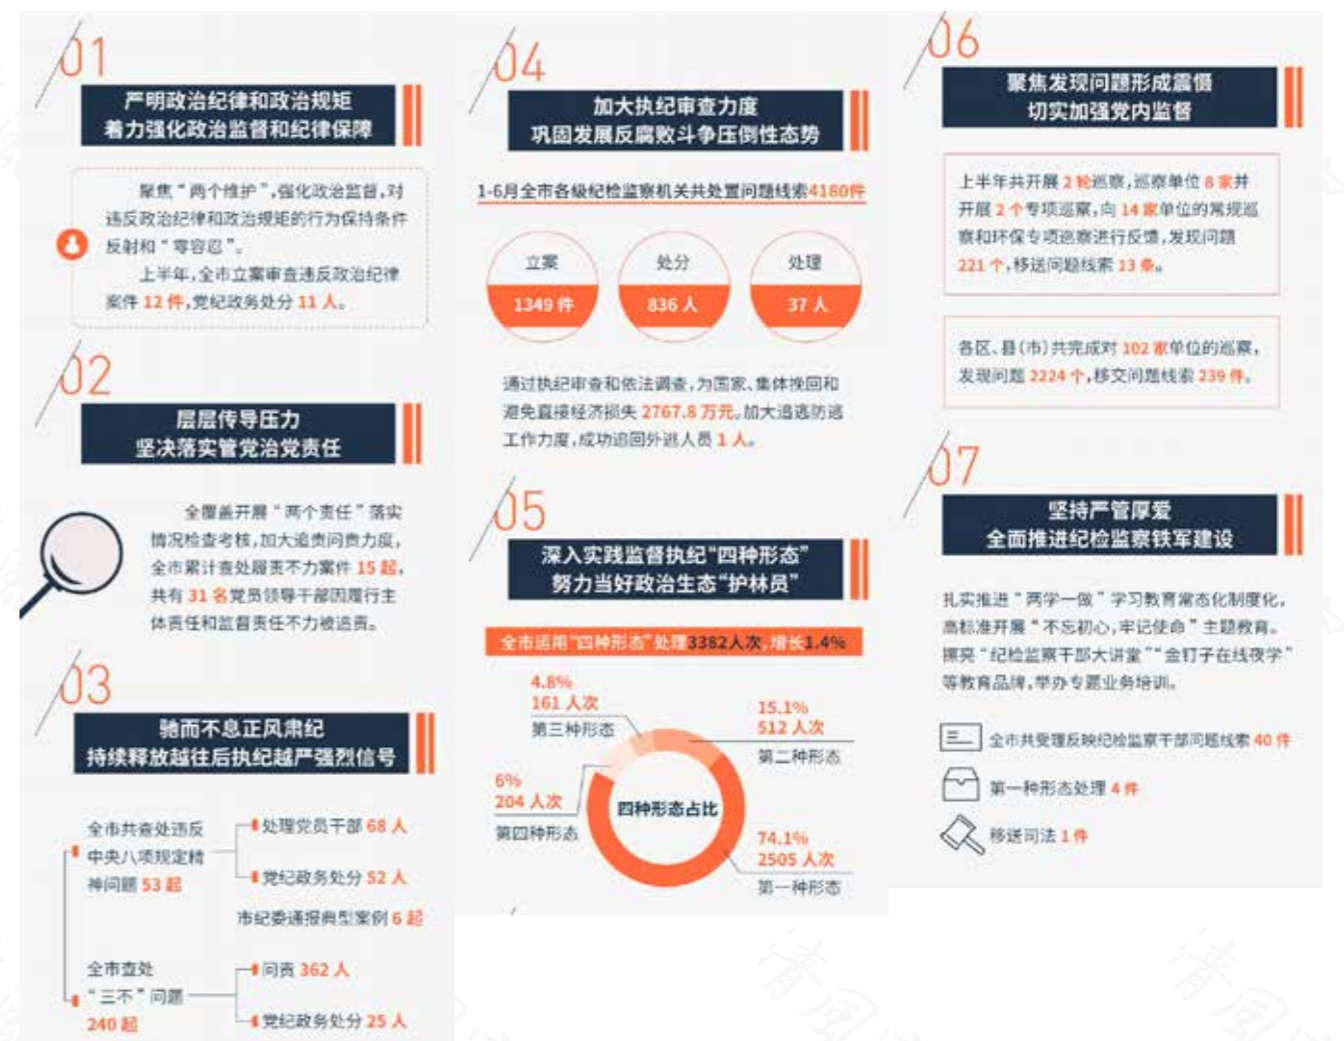 01
严明政治纪律和政治规矩
着力强化政治监督和纪律保障
聚焦“两个维护”,强化政治监督,对
违反政治纪律和政治规矩的行为保持条件
反射和“零容忍”。
上半年,全市立案审查违反政治纪律
案件 12 件,党纪政务处分 11 人。
02
层层传导压力
坚决落实管党治党责任
全覆盖开展“两个责任”落实
情况检查考核,加大追责问责力度,
全市累计查处履责不力案件 15 起,
共有 31 名党员领导干部因履行主
体责任和监督责任不力被追责。
03
驰而不息正风肃纪
持续释放越往后执纪越严强烈信号
全市共查处违反
中央八项规定精
神问题 53 起
处理党员干部 68 人
党纪政务处分 52 人
市纪委通报典型案例 6 起
全市查处
“三不”问题
240 起
问责 362 人
党纪政务处分 25 人
04
加大执纪审查力度
巩固发展反腐败斗争压倒性态势
1-6月全市各级纪检监察机关共处置问题线索4180件
立案
1349 件
处分
836 人
处理
37 人
通过执纪审查和依法调查,为国家、集体挽回和
避免直接经济损失 2767.8 万元。加大追逃防逃
工作力度,成功追回外逃人员 1 人。
05
深入实践监督执纪“四种形态”
努力当好政治生态“护林员”
全市运用“四种形态”处理3382人次,增长1.4%
4.8%
161 人次
第三种形态
15.1%
512 人次
第二种形态
6%
204 人次
第四种形态
四种形态占比
74.1%
2505 人次
第一种形态
06
聚焦发现问题形成震慑
切实加强党内监督
上半年共开展 2 轮巡察,巡察单位 8 家并
开展 2 个专项巡察,向 14 家单位的常规巡
察和环保专项巡察进行反馈,发现问题
221 个,移送问题线索 13 条。
各区、县(市)共完成对 102 家单位的巡察,
发现问题 2224 个,移交问题线索 239 件。
07
坚持严管厚爱
全面推进纪检监察铁军建设
扎实推进“两学一做”学习教育常态化制度化,
高标准开展“不忘初心,牢记使命”主题教育。
擦亮“纪检监察干部大讲堂”“金钉子在线夜学”
等教育品牌,举办专题业务培训。
全市共受理反映纪检监察干部问题线索 40 件
第一种形态处理 4 件
移送司法 1 件